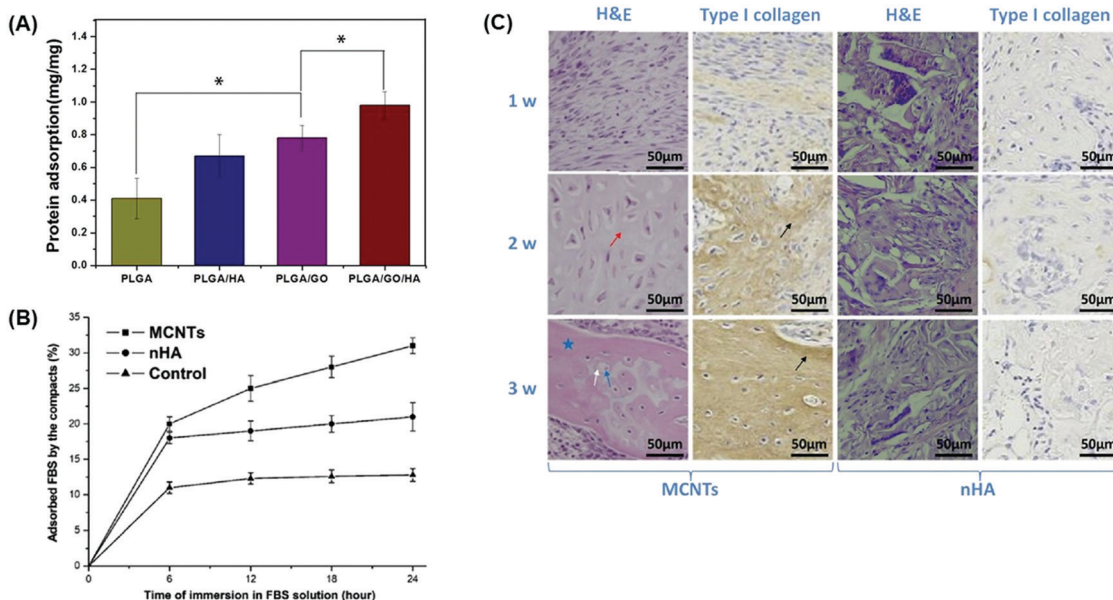 (A)
Protein adsorption(mg/mg)
1.4
1.2
1.0
0.8
0.6
0.4
0.2
0.0
*
*
PLGA PLGA/HA PLGA/GO PLGA/GO/HA
(B)
Adsorbed FBS by the compacts (%)
35
30
25
20
15
10
5
0
MCNTs
nHA
Control
0 6 12 18 24
Time of immersion in FBS solution (hour)
(C)
H&E Type I collagen H&E Type I collagen
1 w
50μm 50μm 50μm 50μm
2 w
50μm 50μm 50μm 50μm
3 w
50μm 50μm 50μm 50μm
MCNTs nHA